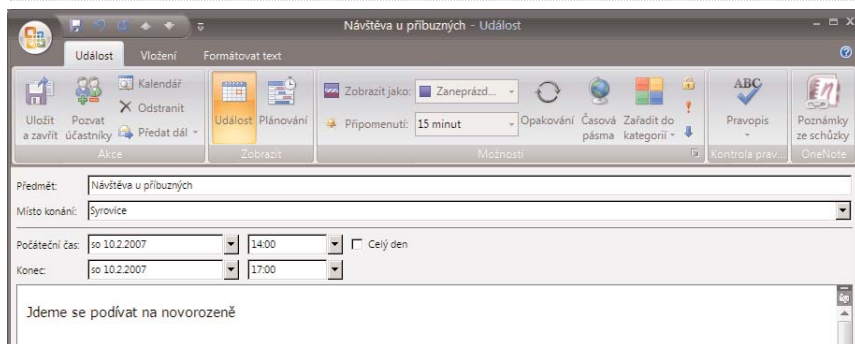 Návštěva u příbuzných - Událost
Událost Vložení Formátovat text
Uložit a zavřít
Pozvat účastníky
Kalendář
Odstranit
Předat dál
Akce
Událost Plánování
Zobrazit
Zobrazit jako: Zaneprázd...
Připomenutí: 15 minut
Opakování
Časová pásma
Zařadit do kategorií
Možnosti
ABC
Pravopis
Kontrola prav...
Poznámky ze schůzky
OneNote
Předmět: Návštěva u příbuzných
Místo konání: Syrovice
Počáteční čas: so 10.2.2007 14:00 Celý den
Konec: so 10.2.2007 17:00
Jdeme se podívat na novorozeně